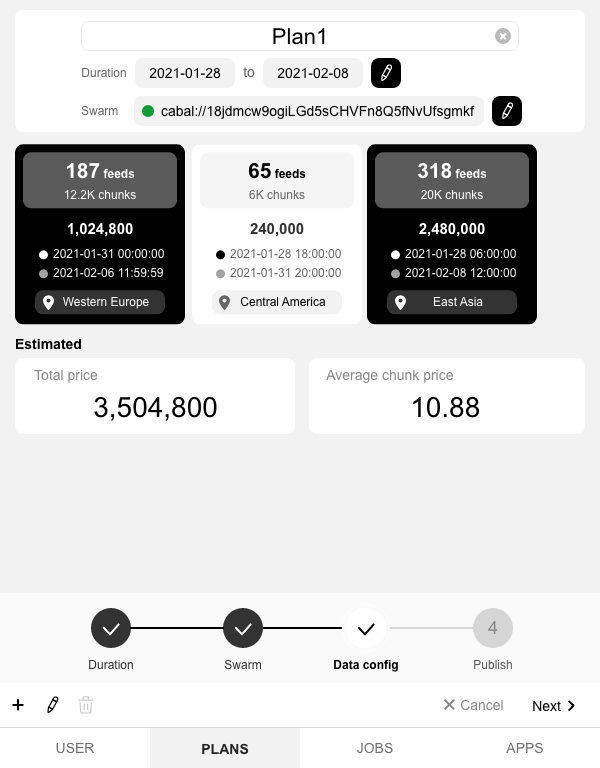 Plan1
Duration 2021-01-28 to 2021-02-08
Swarm cabal://18jdmcw9ogiLGd5sCHVFn8Q5fNvUfsgmkf
187 feeds
12.2K chunks
1,024,800
2021-01-31 00:00:00
2021-02-06 11:59:59
Western Europe
65 feeds
6K chunks
240,000
2021-01-28 18:00:00
2021-01-31 20:00:00
Central America
318 feeds
20K chunks
2,480,000
2021-01-28 06:00:00
2021-02-08 12:00:00
East Asia
Estimated
Total price
3,504,800
Average chunk price
10.88
4
Duration Swarm Data config Publish
Cancel Next
USER PLANS JOBS APPS